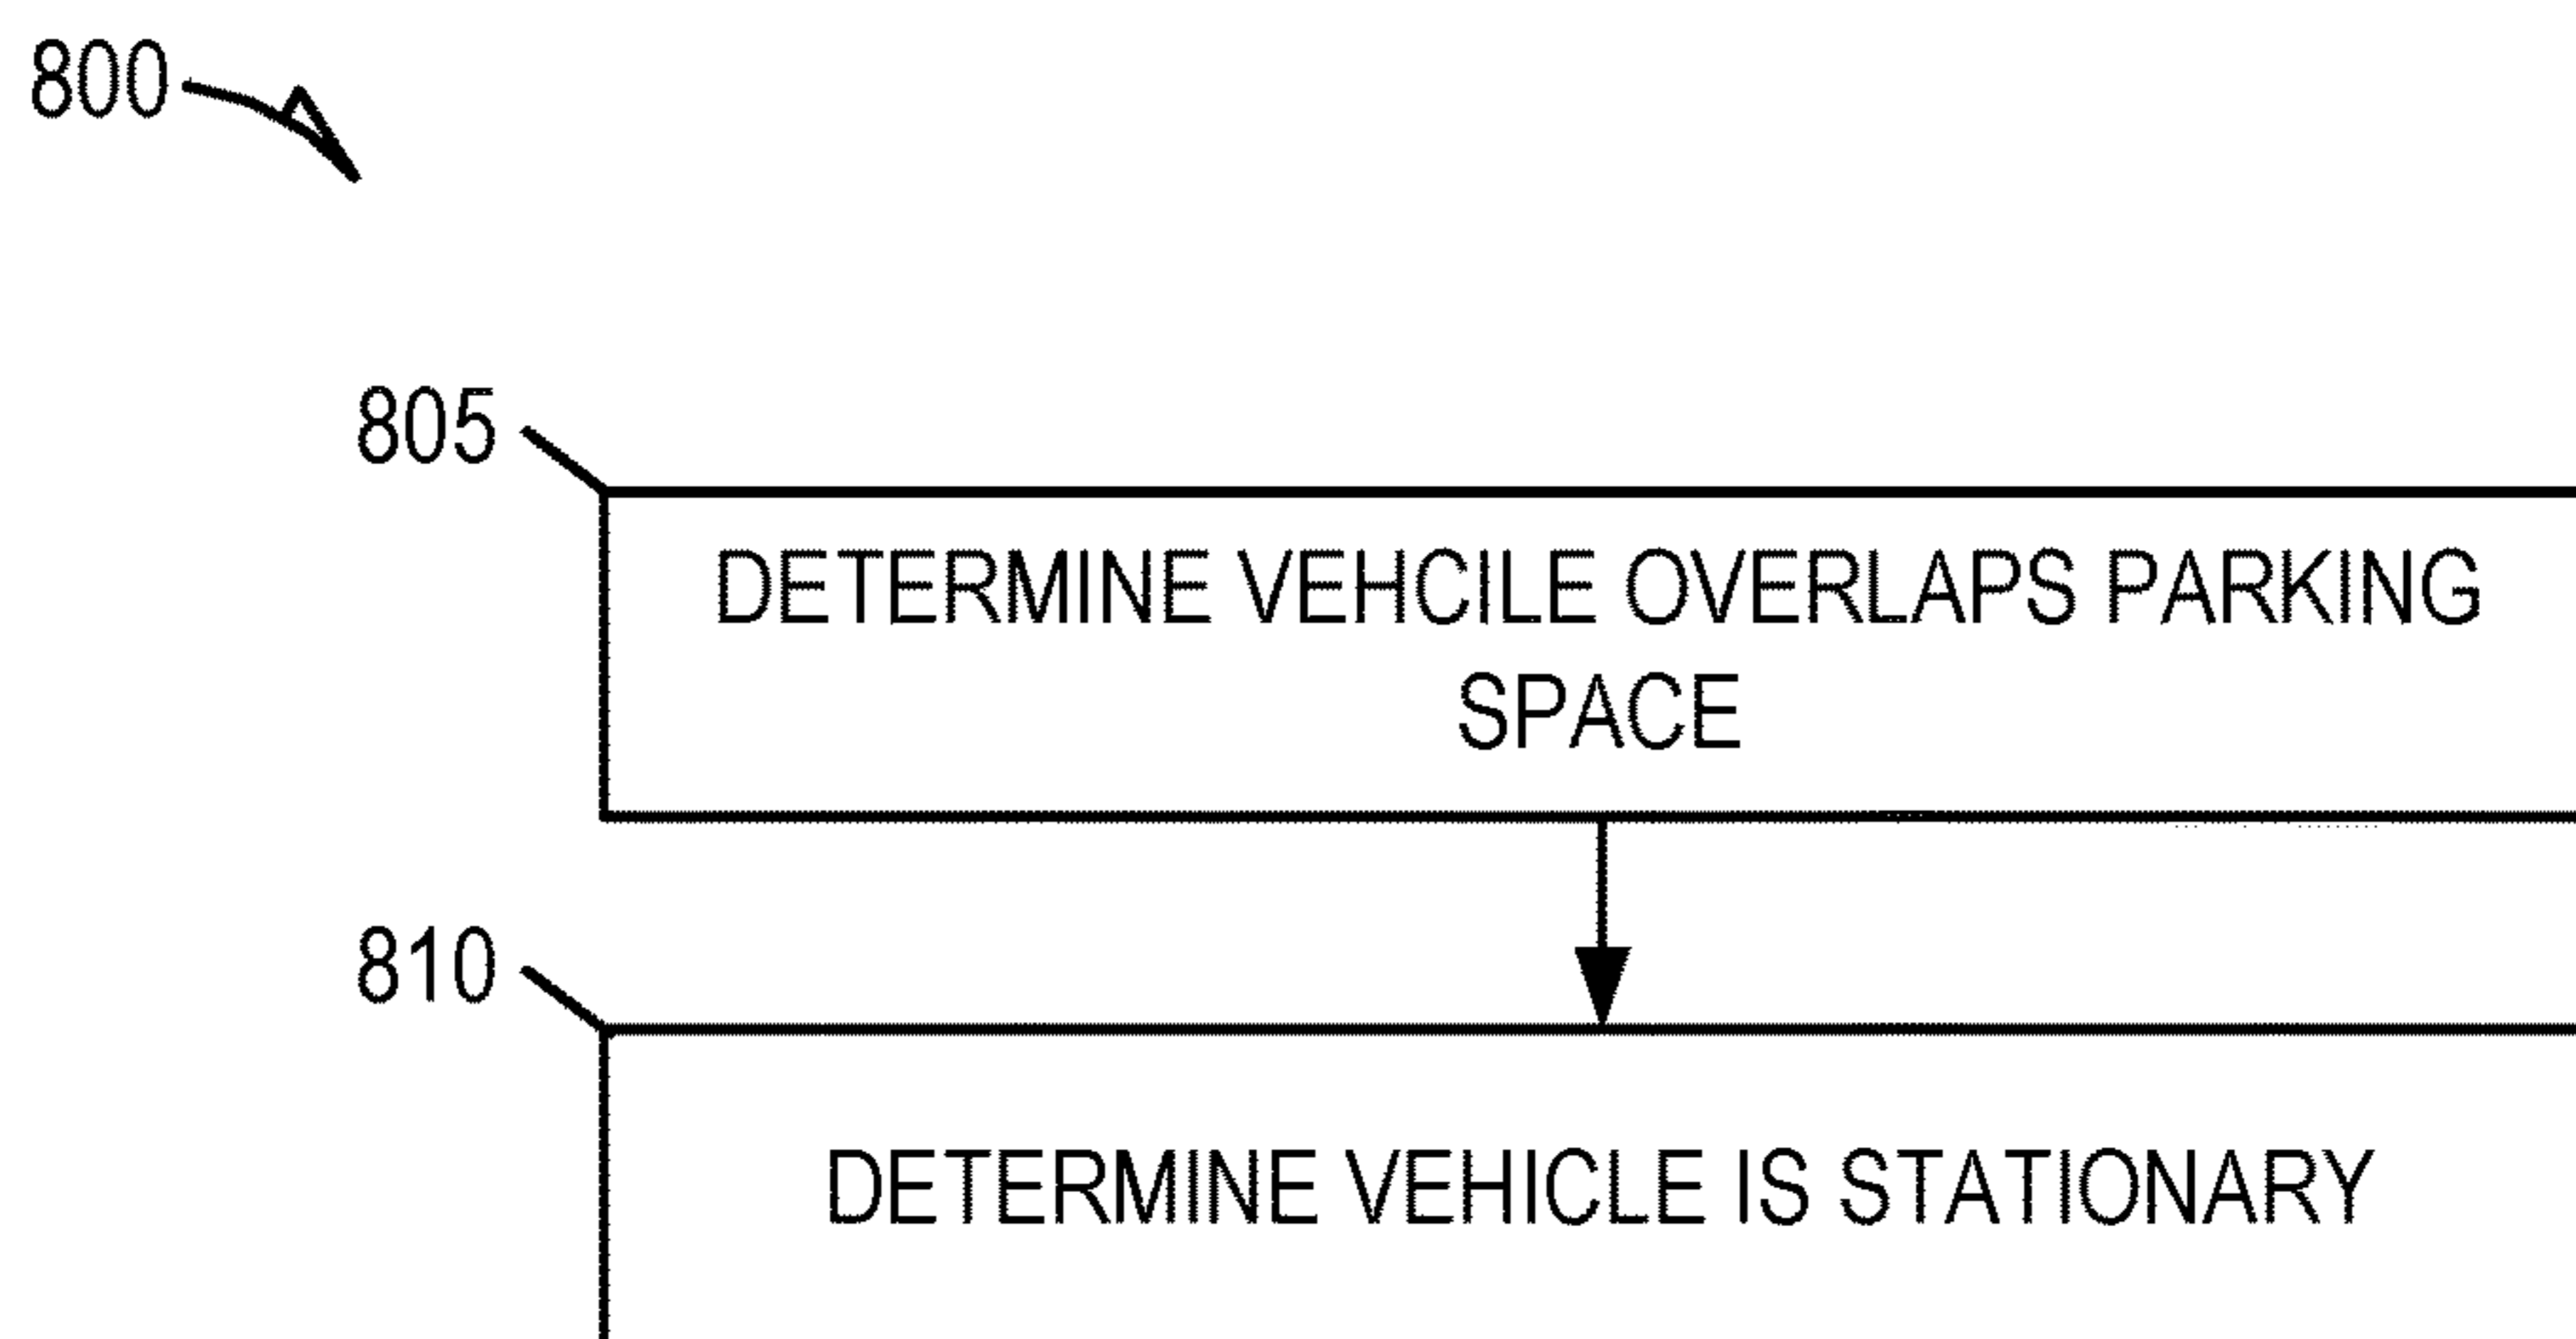 800
805
DETERMINE VEHCILE OVERLAPS PARKING
SPACE
810
DETERMINE VEHICLE IS STATIONARY